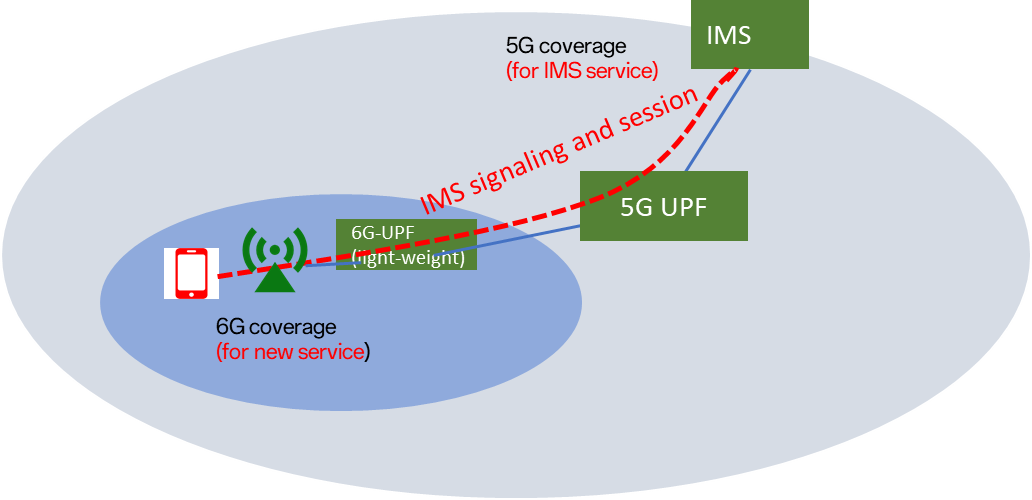 IMS
5G coverage
(for IMS service)
IMS signaling and session
5G UPF
6G-UPF
(light-weight)
6G coverage
(for new service)